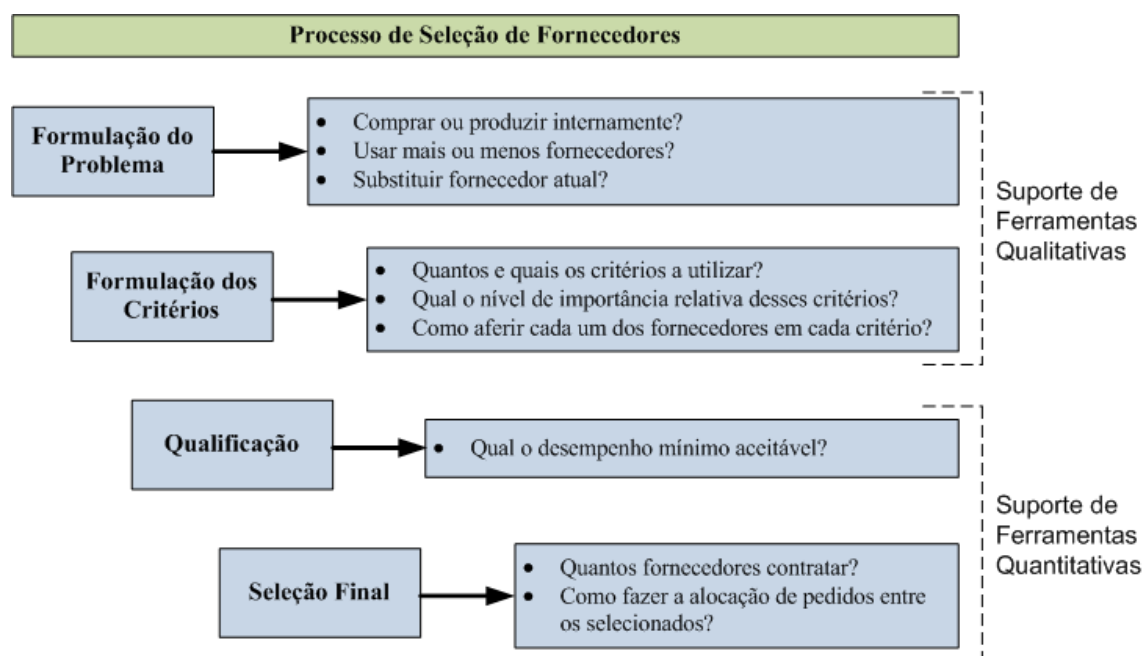 Processo de Seleção de Fornecedores
Formulação do
Problema
• Comprar ou produzir internamente?
• Usar mais ou menos fornecedores?
• Substituir fornecedor atual?
Suporte de
Ferramentas
Qualitativas
Formulação dos
Critérios
• Quantos e quais os critérios a utilizar?
• Qual o nível de importância relativa desses critérios?
• Como aferir cada um dos fornecedores em cada critério?
Qualificação
• Qual o desempenho mínimo aceitável?
Suporte de
Ferramentas
Quantitativas
Seleção Final
• Quantos fornecedores contratar?
• Como fazer a alocação de pedidos entre
os selecionados?